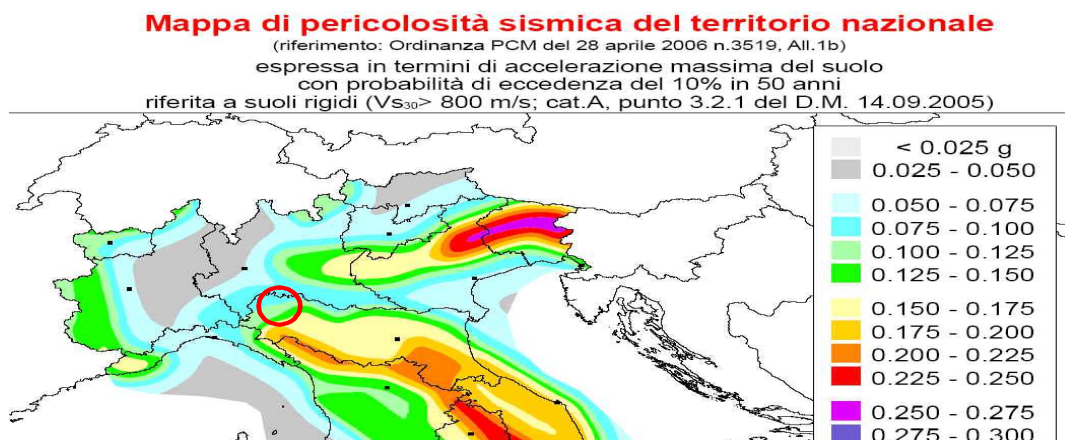 Mappa di pericolosità sismica del territorio nazionale
(riferimento: Ordinanza PCM del 28 aprile 2006 n.3519, All.1b)
espressa in termini di accelerazione massima del suolo
con probabilità di eccedenza del 10% in 50 anni
riferita a suoli rigidi (Vs30> 800 m/s; cat.A, punto 3.2.1 del D.M. 14.09.2005)
< 0.025 g
0.025 - 0.050
0.050 - 0.075
0.075 - 0.100
0.100 - 0.125
0.125 - 0.150
0.150 - 0.175
0.175 - 0.200
0.200 - 0.225
0.225 - 0.250
0.250 - 0.275
0.275 - 0.300